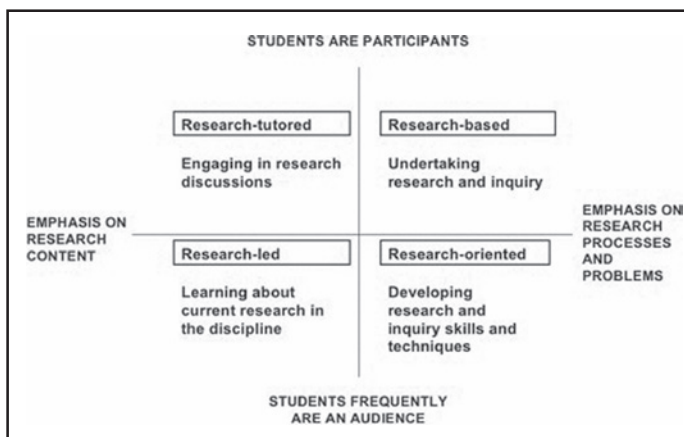 STUDENTS ARE PARTICIPANTS
Research-tutored
Engaging in research
discussions
Research-based
Undertaking
research and inquiry
EMPHASIS ON
RESEARCH
CONTENT
EMPHASIS ON
RESEARCH
PROCESSES
AND
PROBLEMS
Research-led
Learning about
current research in
the discipline
Research-oriented
Developing
research and
inquiry skills and
techniques
STUDENTS FREQUENTLY
ARE AN AUDIENCE